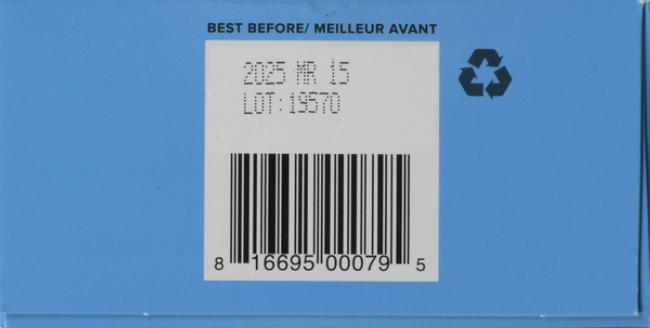 BEST BEFORE/ MEILLEUR AVANT
2025 MR 15
LOT:19570
8 16695 00079 5